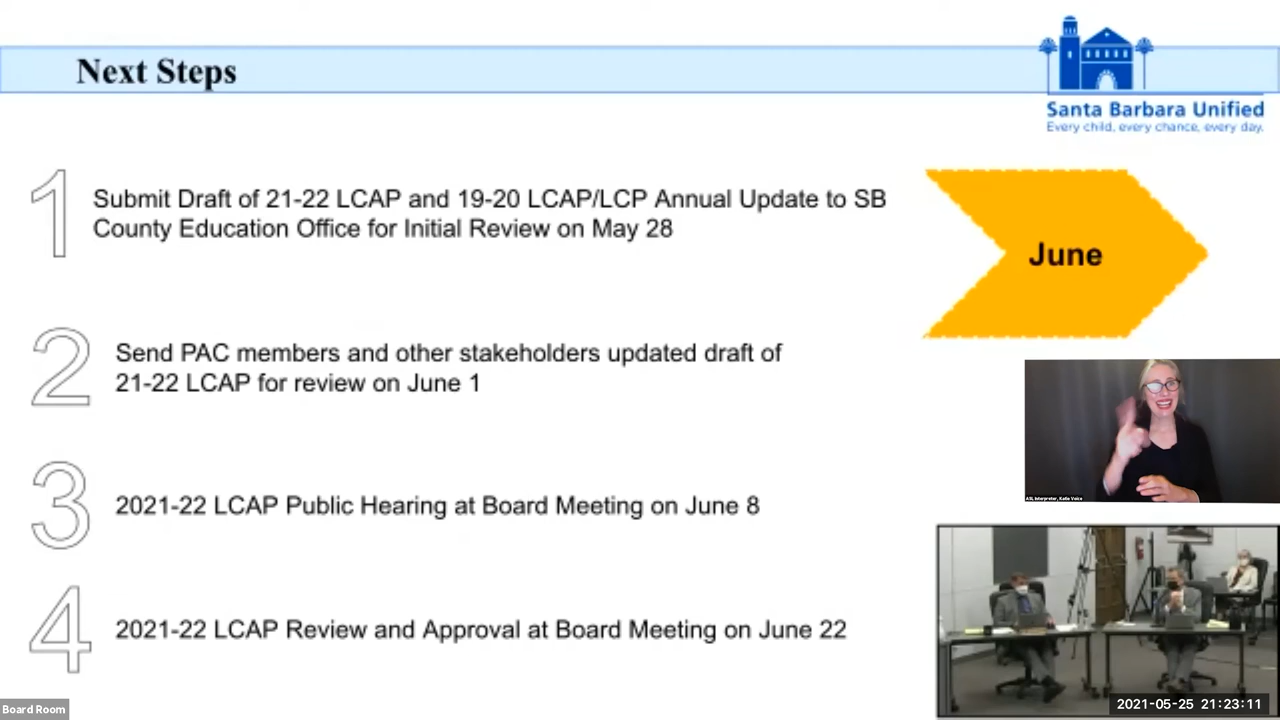 Next Steps
Santa Barbara Unified
Every child, every chance, every day.
1
Submit Draft of 21-22 LCAP and 19-20 LCAP/LCP Annual Update to SB
County Education Office for Initial Review on May 28
June
2
Send PAC members and other stakeholders updated draft of
21-22 LCAP for review on June 1
3
2021-22 LCAP Public Hearing at Board Meeting on June 8
4
2021-22 LCAP Review and Approval at Board Meeting on June 22
ASL Interpreter, Katie Voice
Board Room
2021-05-25 21:23:11